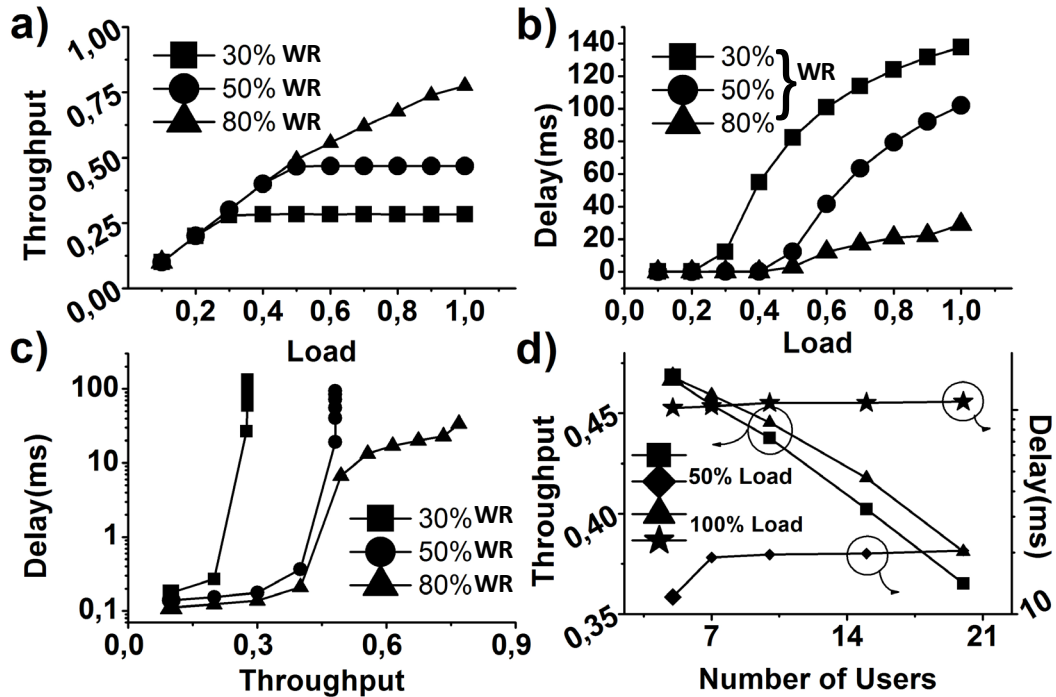 a)
1,00
0,75
0,50
0,25
0,00
Throughput
30% WR
50% WR
80% WR
0,2 0,4 0,6 0,8 1,0
Load
b)
140
120
100
80
60
40
20
0
Delay(ms)
30%
50%
80%
WR
0,0 0,2 0,4 0,6 0,8 1,0
Load
c)
100
10
1
0,1
Delay(ms)
30% WR
50% WR
80% WR
0,0 0,3 0,6 0,9
Throughput
d)
0,45
0,40
0,35
Throughput
50% Load
100% Load
10
Delay(ms)
7 14 21
Number of Users